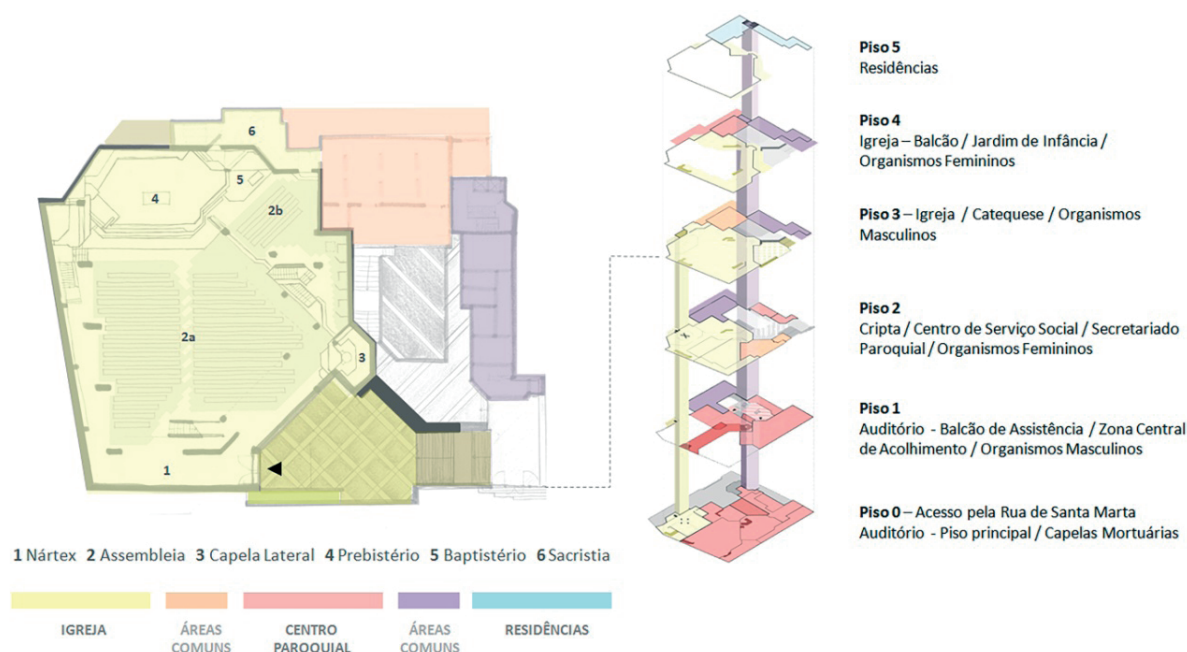 6
5
4
2b
2a
3
1
1 Nártex 2 Assembleia 3 Capela Lateral 4 Prebistério 5 Baptistério 6 Sacristia
IGREJA
ÁREAS
COMUNS
CENTRO
PAROQUIAL
ÁREAS
COMUNS
RESIDÊNCIAS
Piso 5
Residências
Piso 4
Igreja – Balcão / Jardim de Infância /
Organismos Femininos
Piso 3 – Igreja / Catequese / Organismos
Masculinos
Piso 2
Cripta / Centro de Serviço Social / Secretariado
Paroquial / Organismos Femininos
Piso 1
Auditório - Balcão de Assistência / Zona Central
de Acolhimento / Organismos Masculinos
Piso 0 – Acesso pela Rua de Santa Marta
Auditório - Piso principal / Capelas Mortuárias